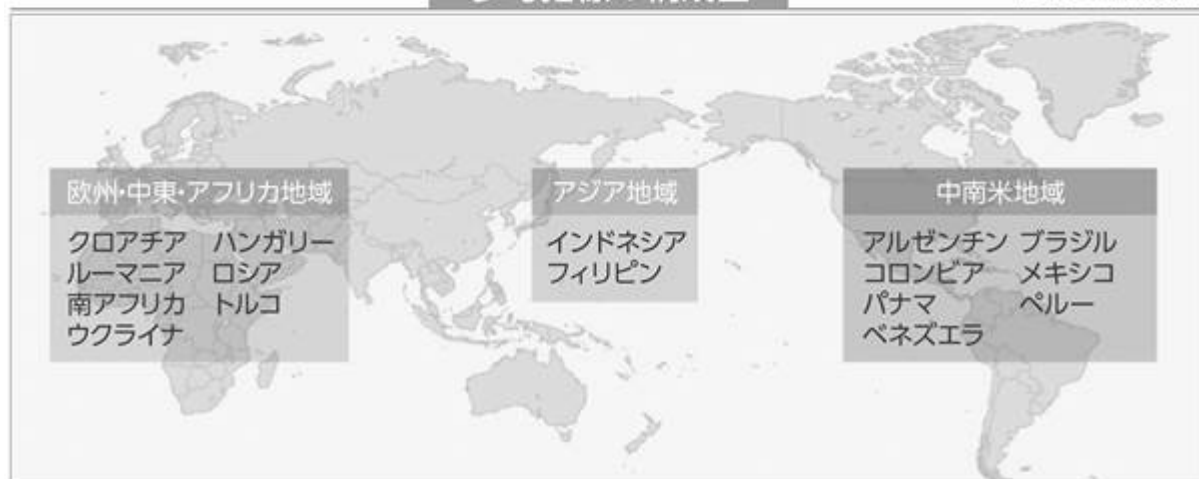 欧州・中東・アフリカ地域
クロアチア ハンガリー
ルーマニア ロシア
南アフリカ トルコ
ウクライナ
アジア地域
インドネシア
フィリピン
中南米地域
アルゼンチン ブラジル
コロンビア メキシコ
パナマ ペルー
ベネズエラ